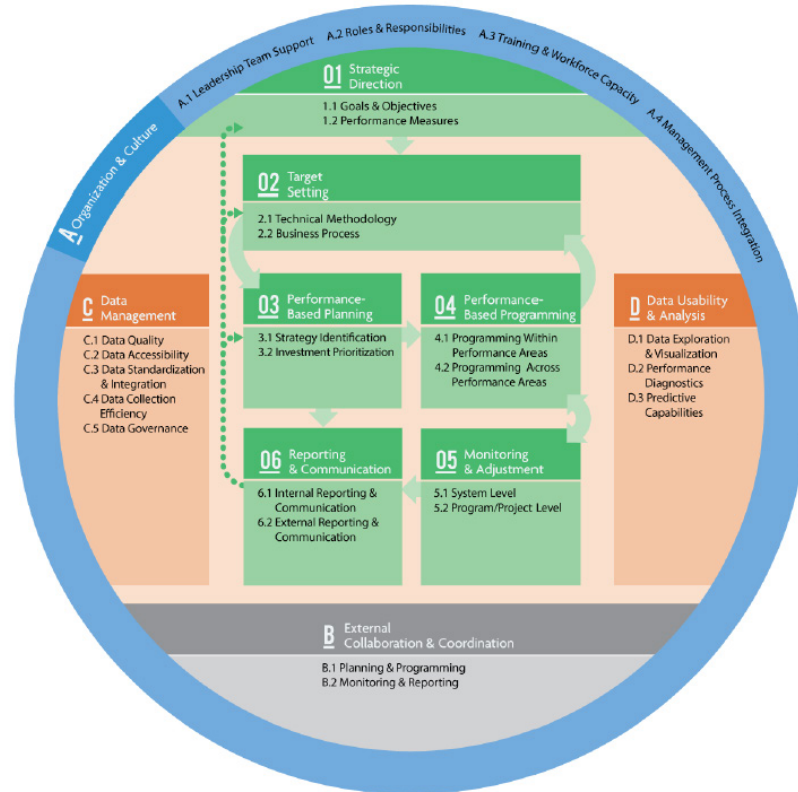 A Organization & Culture
A.1 Leadership Team Support
A.2 Roles & Responsibilities
A.3 Training & Workforce Capacity
A.4 Management Process Integration
01 Strategic
Direction
1.1 Goals & Objectives
1.2 Performance Measures
02 Target
Setting
2.1 Technical Methodology
2.2 Business Process
C Data
Management
C.1 Data Quality
C.2 Data Accessibility
C.3 Data Standardization
& Integration
C.4 Data Collection
Efficiency
C.5 Data Governance
03 Performance-
Based Planning
3.1 Strategy Identification
3.2 Investment Prioritization
04 Performance-
Based Programming
4.1 Programming Within
Performance Areas
4.2 Programming Across
Performance Areas
D Data Usability
& Analysis
D.1 Data Exploration
& Visualization
D.2 Performance
Diagnostics
D.3 Predictive
Capabilities
06 Reporting
& Communication
6.1 Internal Reporting &
Communication
6.2 External Reporting &
Communication
05 Monitoring
& Adjustment
5.1 System Level
5.2 Program/Project Level
B External
Collaboration & Coordination
B.1 Planning & Programming
B.2 Monitoring & Reporting